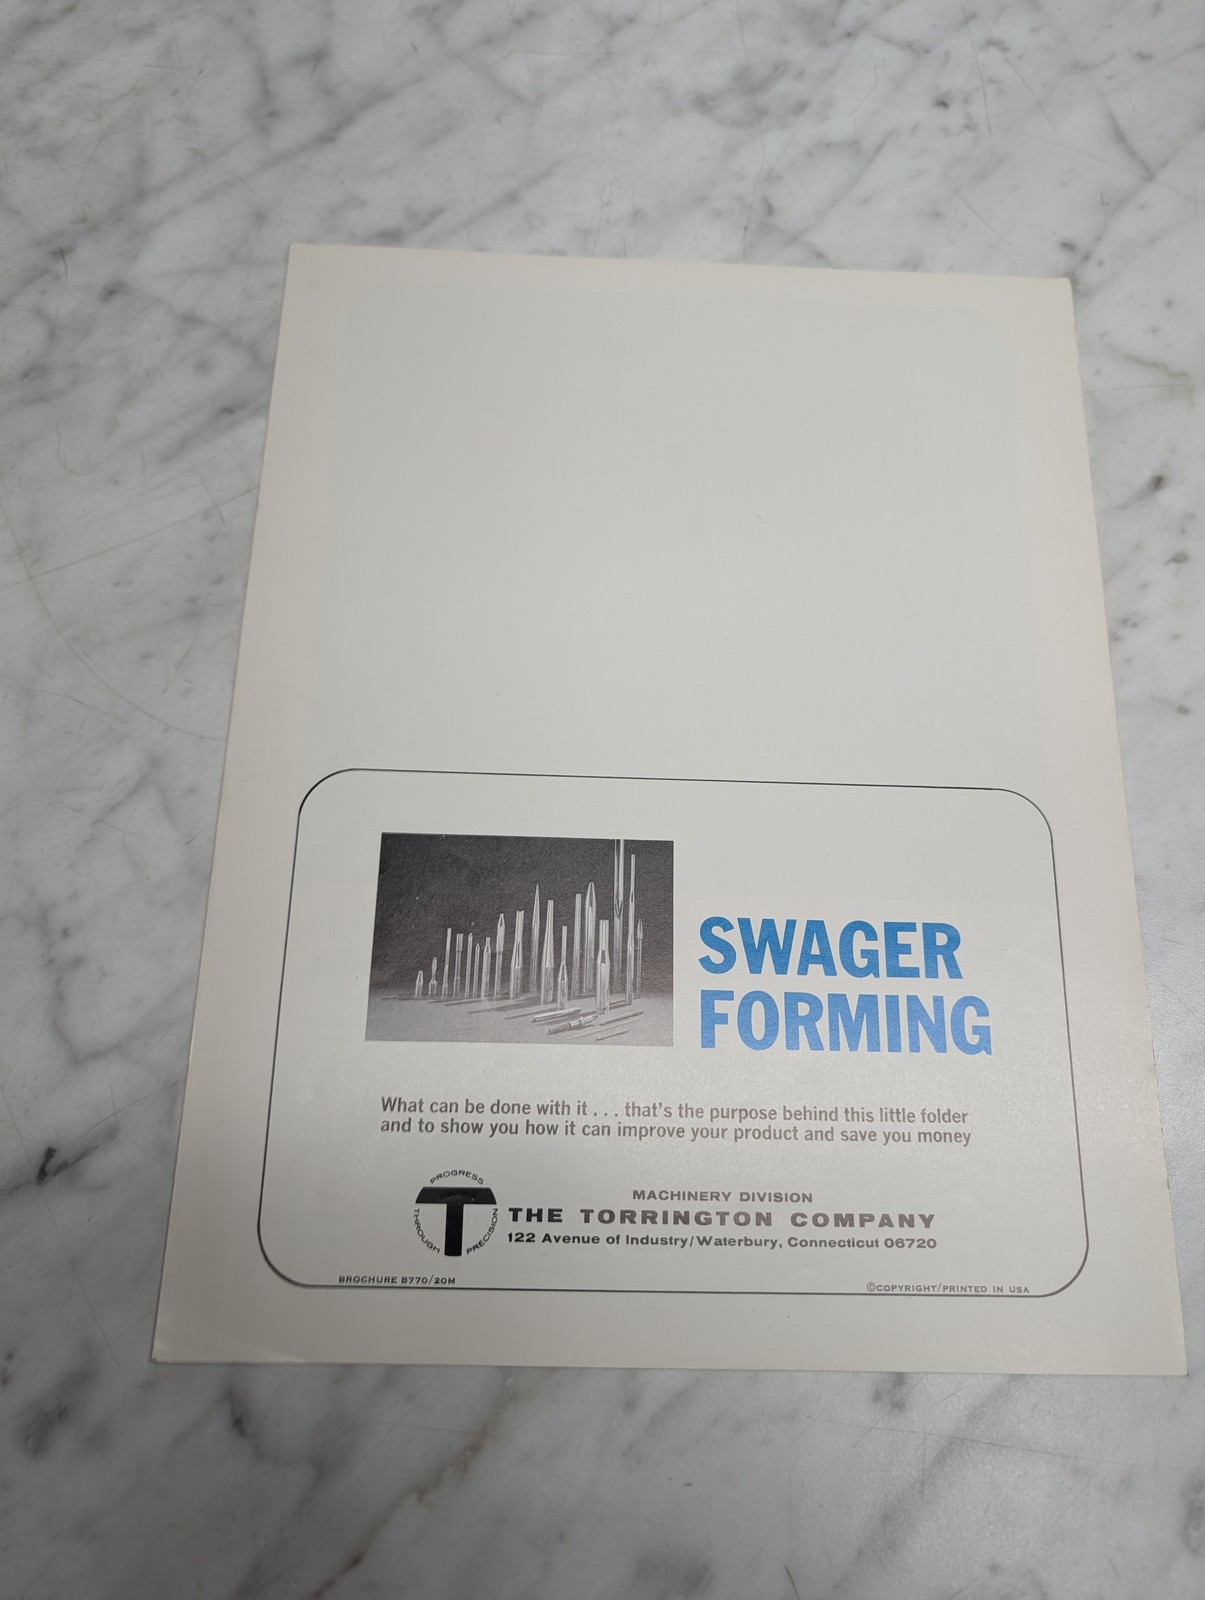 SWAGER
FORMING
What can be done with it . . . that's the purpose behind this little folder
and to show you how it can improve your product and save you money
PROGRESS
THROUGH
PRECISION
T
MACHINERY DIVISION
THE TORRINGTON COMPANY
122 Avenue of Industry/Waterbury, Connecticut 06720
BROCHURE B770/20M
©COPYRIGHT/PRINTED IN USA